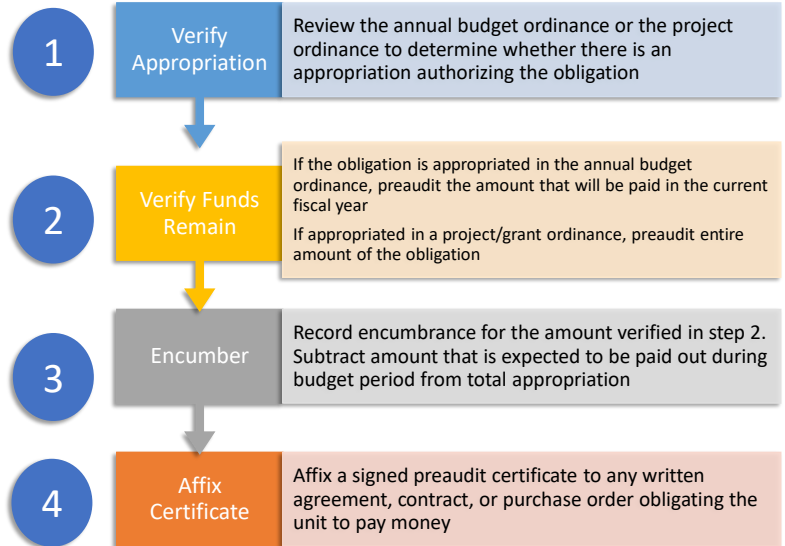 1
Verify
Appropriation
Review the annual budget ordinance or the project
ordinance to determine whether there is an
appropriation authorizing the obligation
2
Verify Funds
Remain
If the obligation is appropriated in the annual budget
ordinance, preaudit the amount that will be paid in the current
fiscal year
If appropriated in a project/grant ordinance, preaudit entire
amount of the obligation
3
Encumber
Record encumbrance for the amount verified in step 2.
Subtract amount that is expected to be paid out during
budget period from total appropriation
4
Affix
Certificate
Affix a signed preaudit certificate to any written
agreement, contract, or purchase order obligating the
unit to pay money